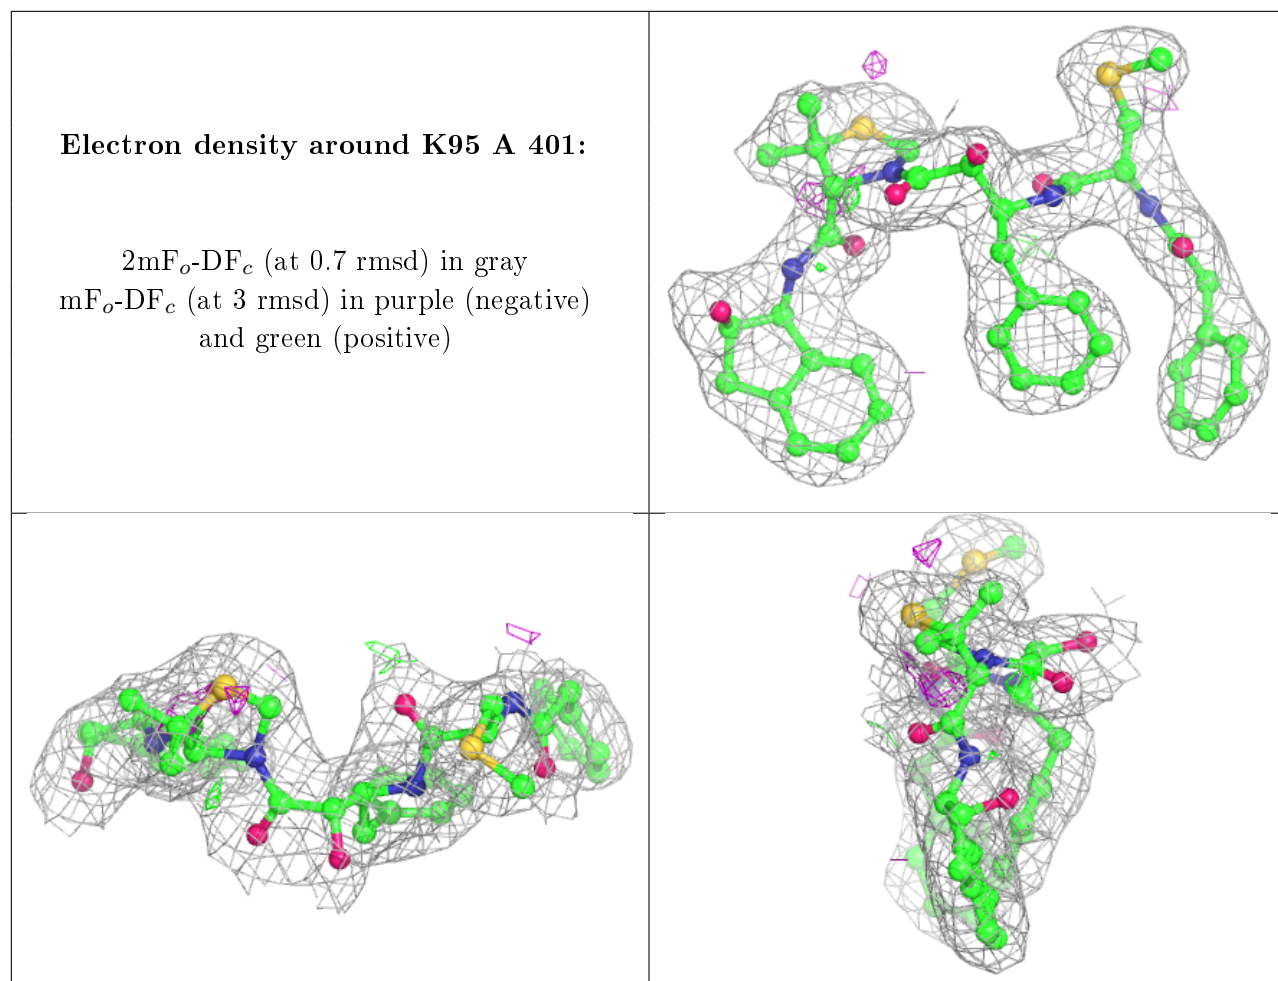 Electron density around K95 A 401:
2mFo-DFc (at 0.7 rmsd) in gray
mFo-DFc (at 3 rmsd) in purple (negative)
and green (positive)